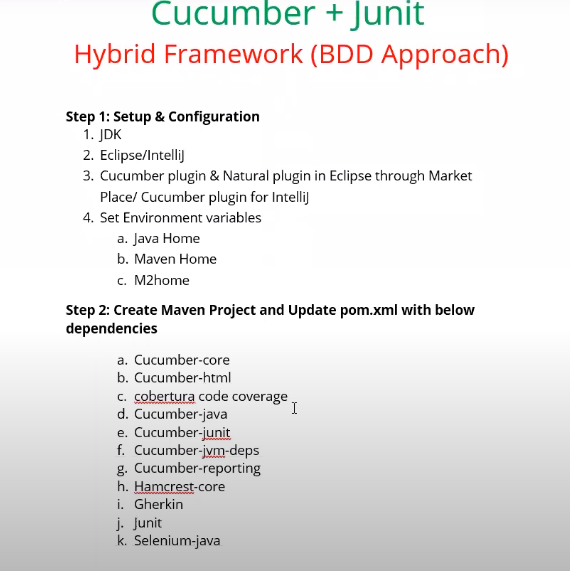 Cucumber + Junit
Hybrid Framework (BDD Approach)
Step 1: Setup & Configuration
1. JDK
2. Eclipse/IntelliJ
3. Cucumber plugin & Natural plugin in Eclipse through Market
Place/ Cucumber plugin for IntelliJ
4. Set Environment variables
a. Java Home
b. Maven Home
c. M2home
Step 2: Create Maven Project and Update pom.xml with below
dependencies
a. Cucumber-core
b. Cucumber-html
c. cobertura code coverage
d. Cucumber-java
e. Cucumber-junit
f. Cucumber-jvm-deps
g. Cucumber-reporting
h. Hamcrest-core
i. Gherkin
j. Junit
k. Selenium-java